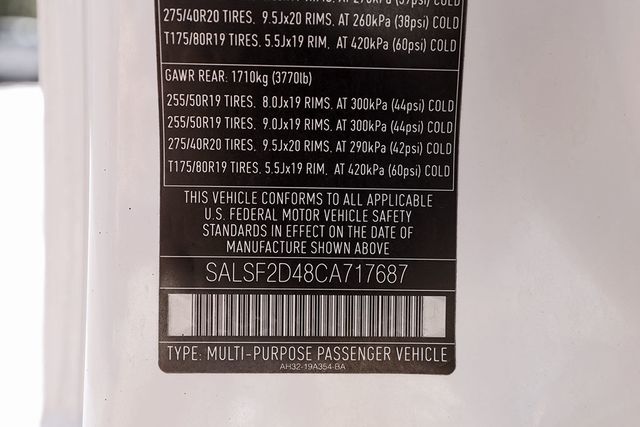 275/40R20 TIRES, 9.5Jx20 RIMS, AT 260kPa (38psi) COLD
T175/80R19 TIRES, 5.5Jx19 RIM, AT 420kPa (60psi) COLD
GAWR REAR: 1710kg (3770lb)
255/50R19 TIRES, 8.0Jx19 RIMS, AT 300kPa (44psi) COLD
255/50R19 TIRES, 9.0Jx19 RIMS, AT 300kPa (44psi) COLD
275/40R20 TIRES, 9.5Jx20 RIMS, AT 290kPa (42psi) COLD
T175/80R19 TIRES, 5.5Jx19 RIM, AT 420kPa (60psi) COLD
THIS VEHICLE CONFORMS TO ALL APPLICABLE
U.S. FEDERAL MOTOR VEHICLE SAFETY
STANDARDS IN EFFECT ON THE DATE OF
MANUFACTURE SHOWN ABOVE
SALSF2D48CA717687
TYPE: MULTI-PURPOSE PASSENGER VEHICLE
AH32-19A354-BA